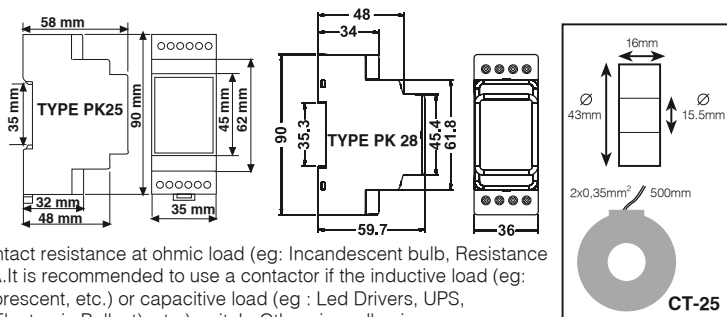 58 mm
35 mm
TYPE PK25
90 mm
45 mm
62 mm
32 mm
48 mm
35 mm
48
34
90
35.3
TYPE PK 28
45.4
61.8
59.7
36
16mm
Ø
43mm
Ø
15.5mm
2x0,35mm² 500mm
CT-25
ntact resistance at ohmic load (eg: Incandescent bulb, Resistance
It is recommended to use a contactor if the inductive load (eg:
orescent, etc.) or capacitive load (eg : Led Drivers, UPS,